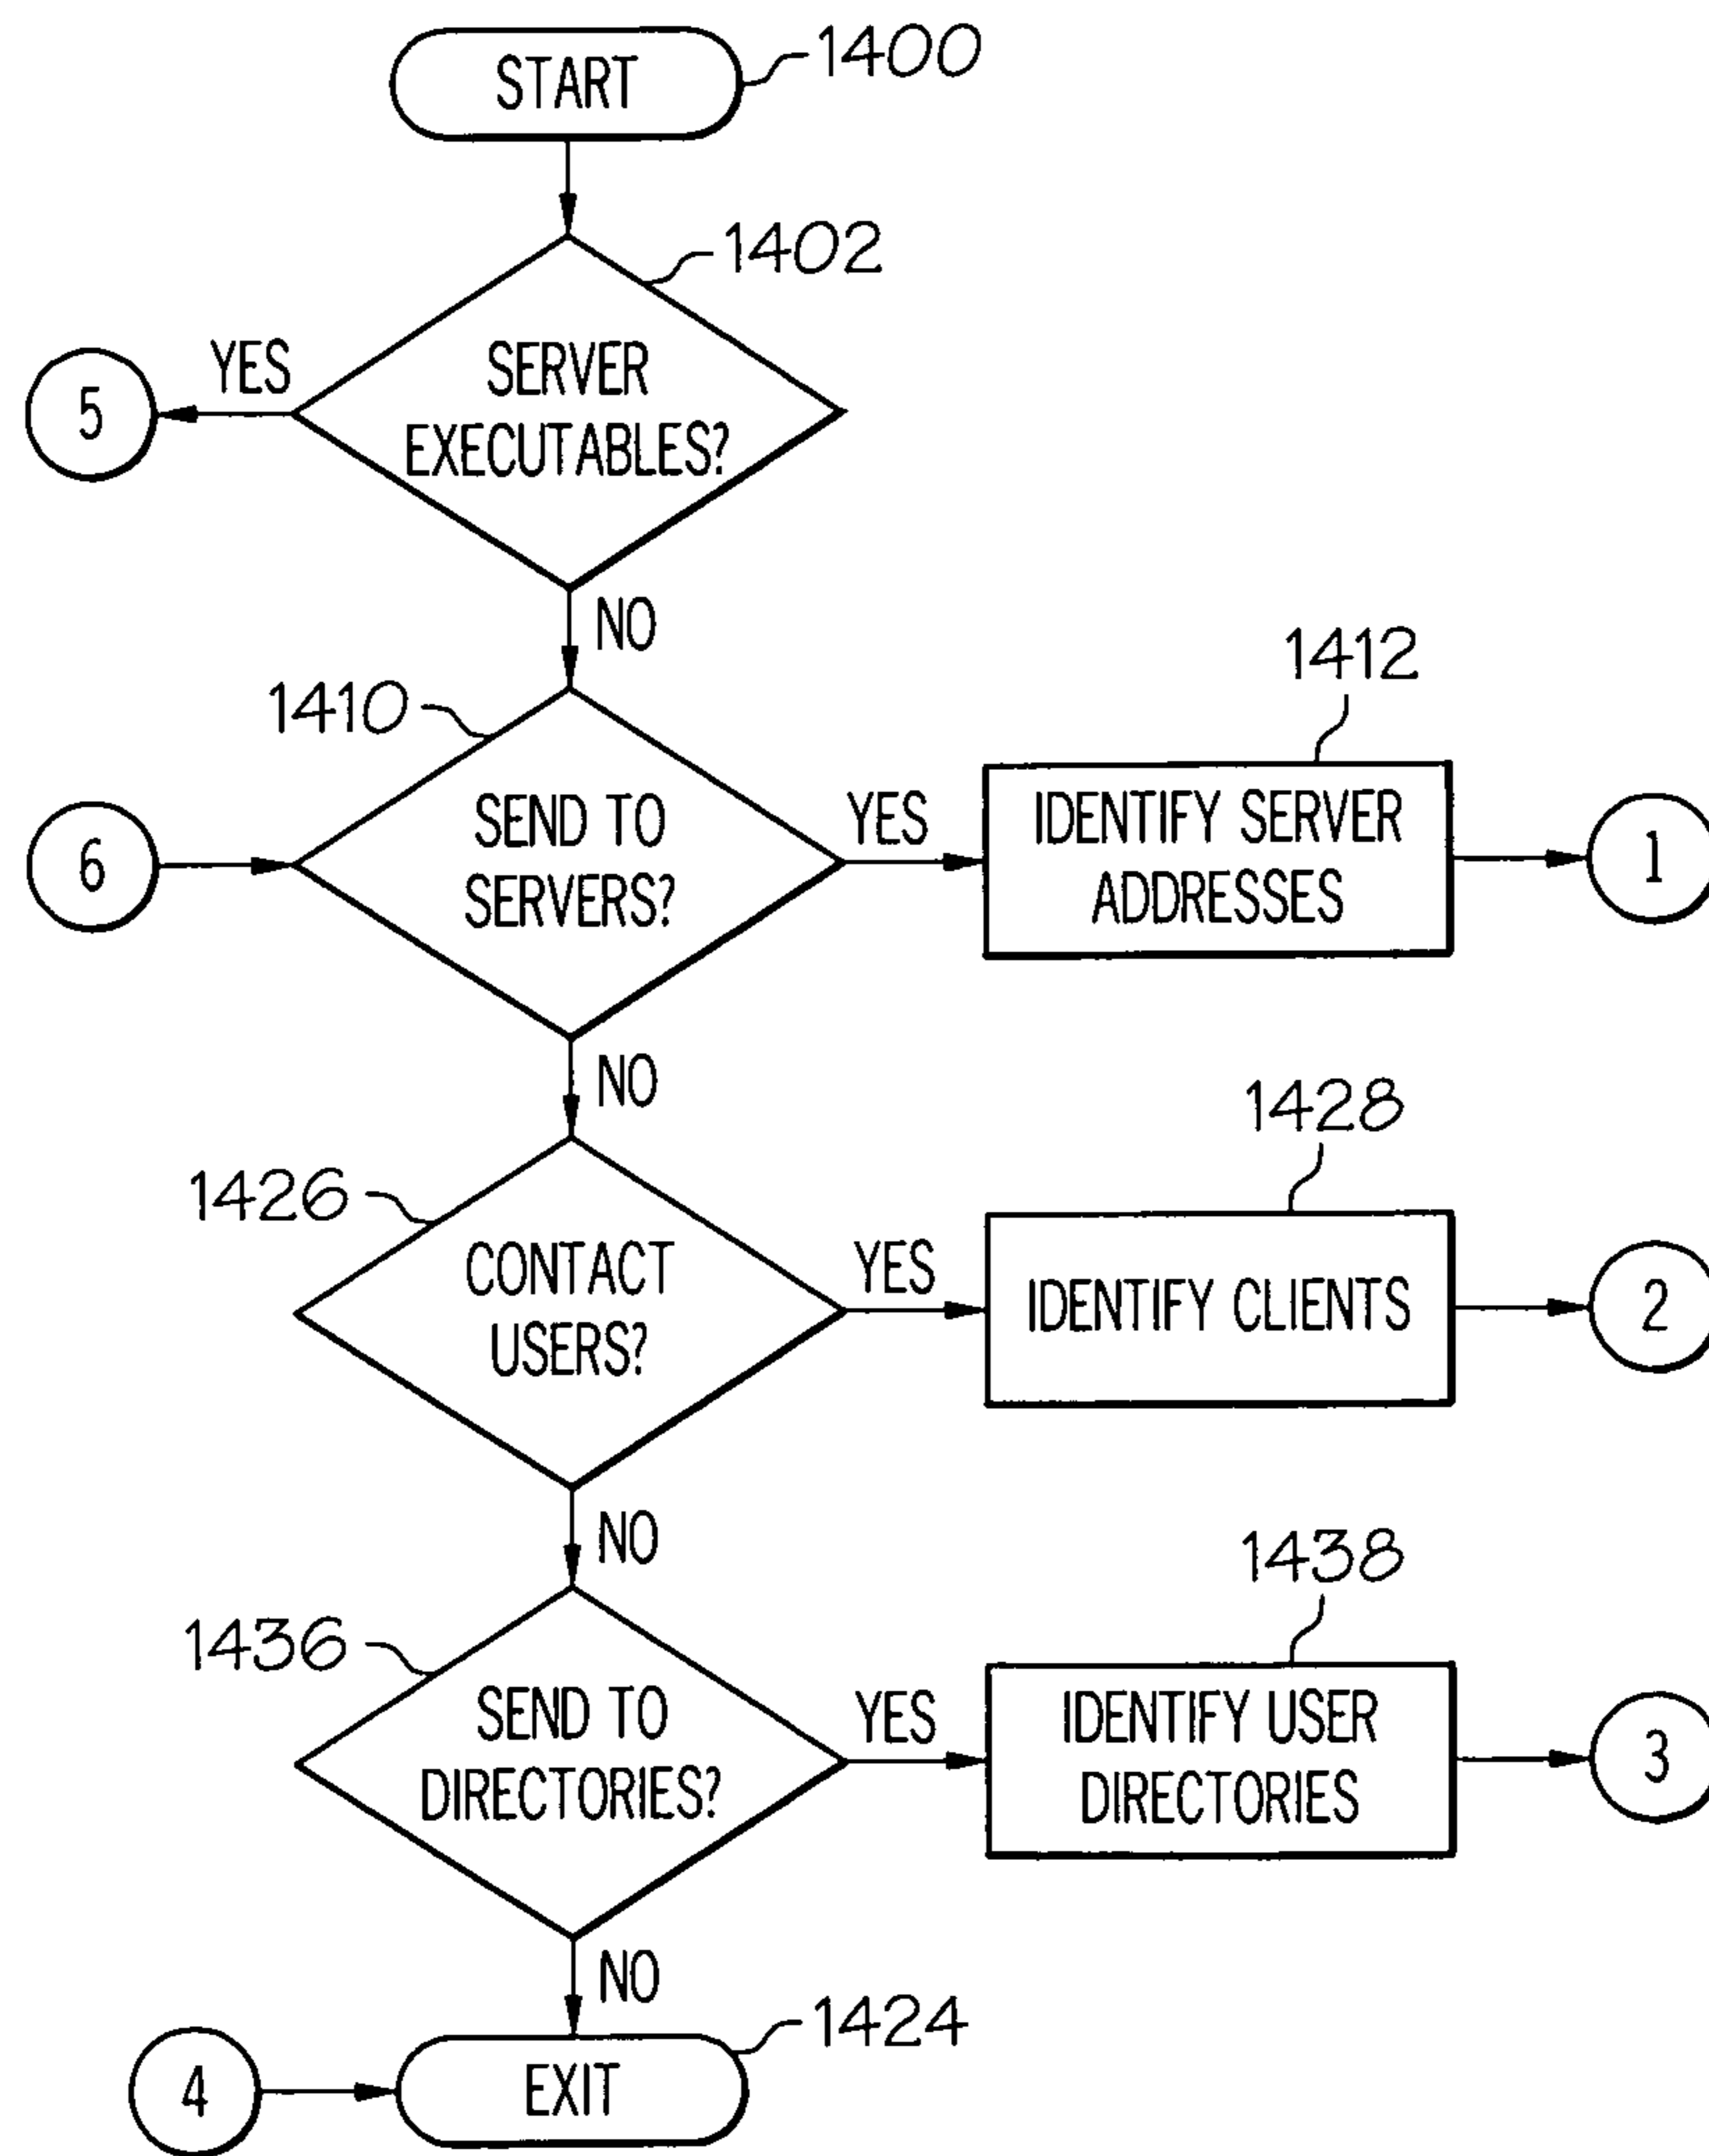 START
1400
1402
YES
SERVER
EXECUTABLES?
5
NO
1410
1412
6
SEND TO
SERVERS?
YES
IDENTIFY SERVER
ADDRESSES
1
NO
1426
1428
CONTACT
USERS?
YES
IDENTIFY CLIENTS
2
NO
1436
1438
SEND TO
DIRECTORIES?
YES
IDENTIFY USER
DIRECTORIES
3
NO
1424
4
EXIT